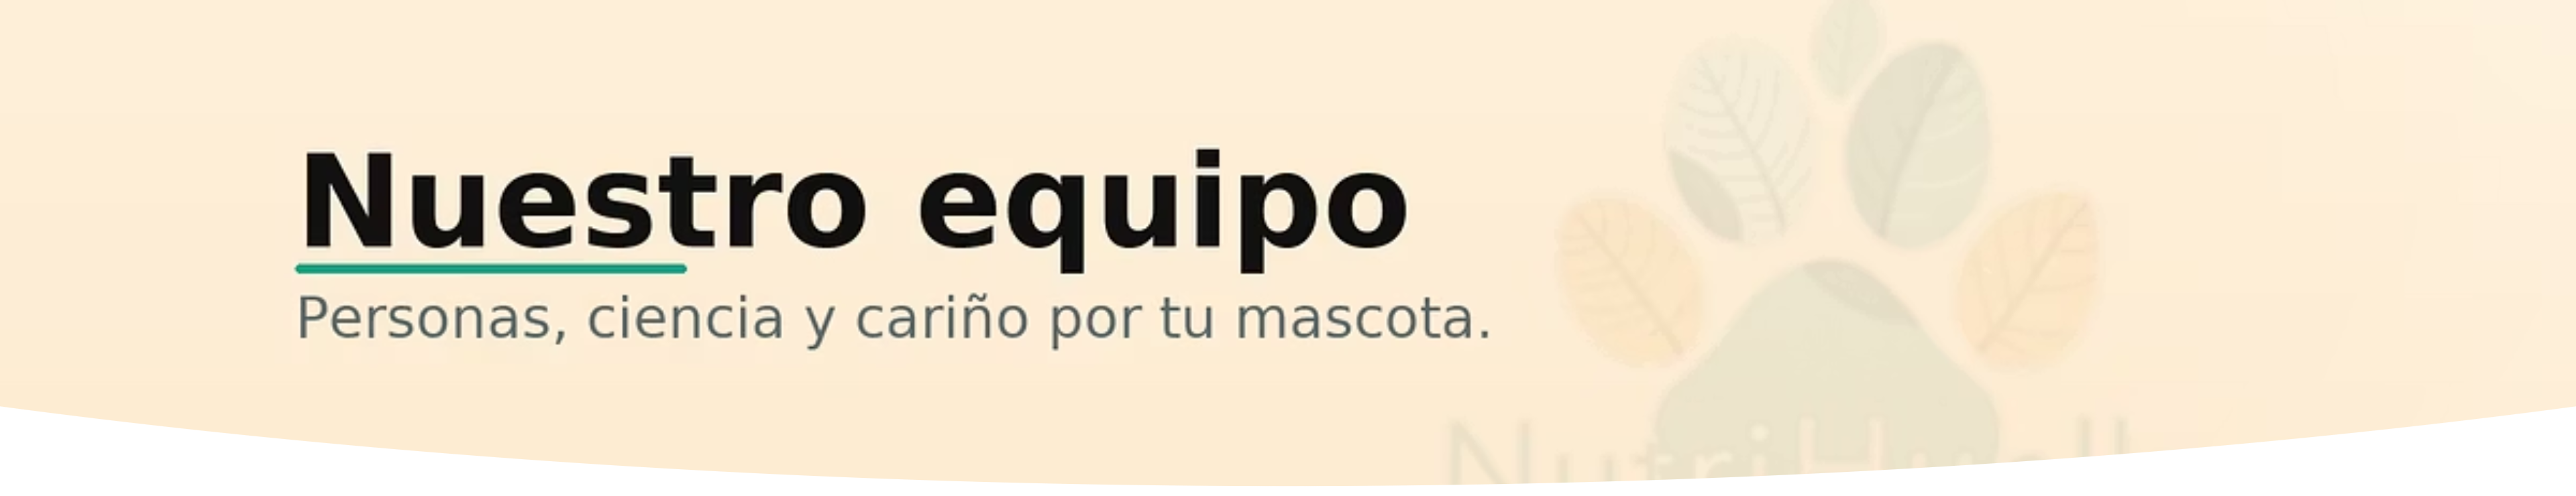 Nuestro equipo
Personas, ciencia y cariño por tu mascota.